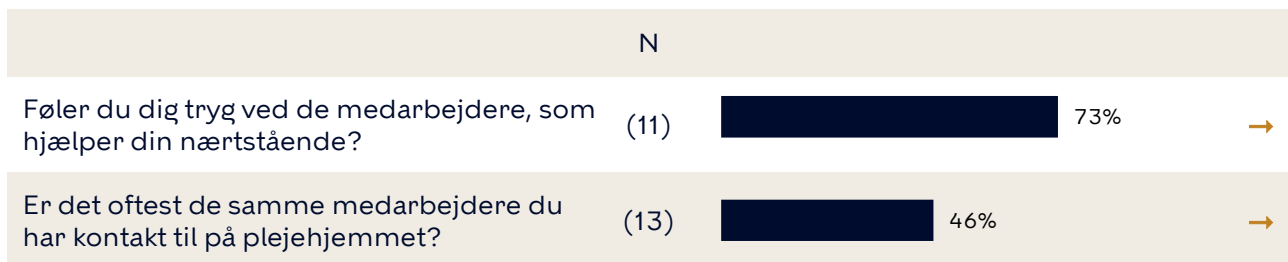 N
Føler du dig tryg ved de medarbejdere, som
hjælper din nærtstående?
(11)
73%
→
Er det oftest de samme medarbejdere du
har kontakt til på plejehjemmet?
(13)
46%
→